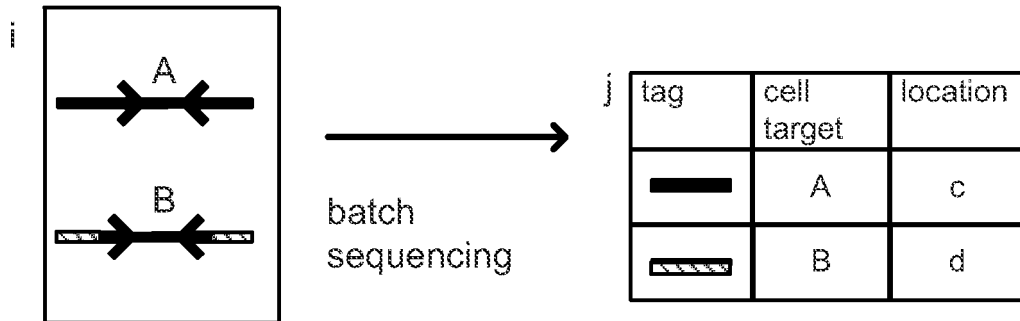 i
A
B
batch
sequencing
j
tag
cell
target
location
A
c
B
d